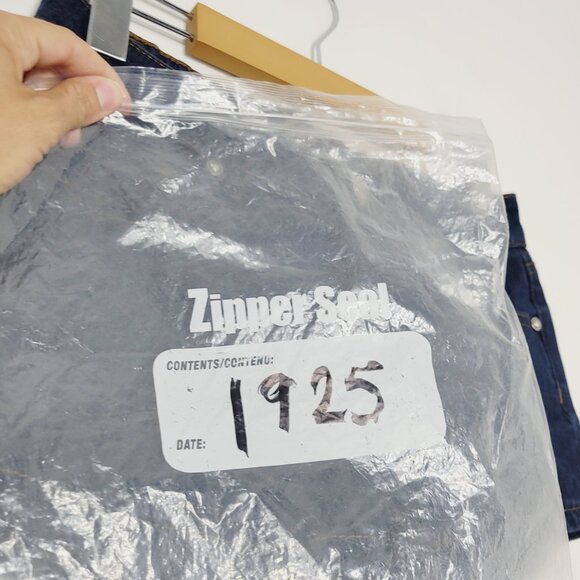 Zipper Seal
CONTENTS/CONTENU:
1925
DATE: